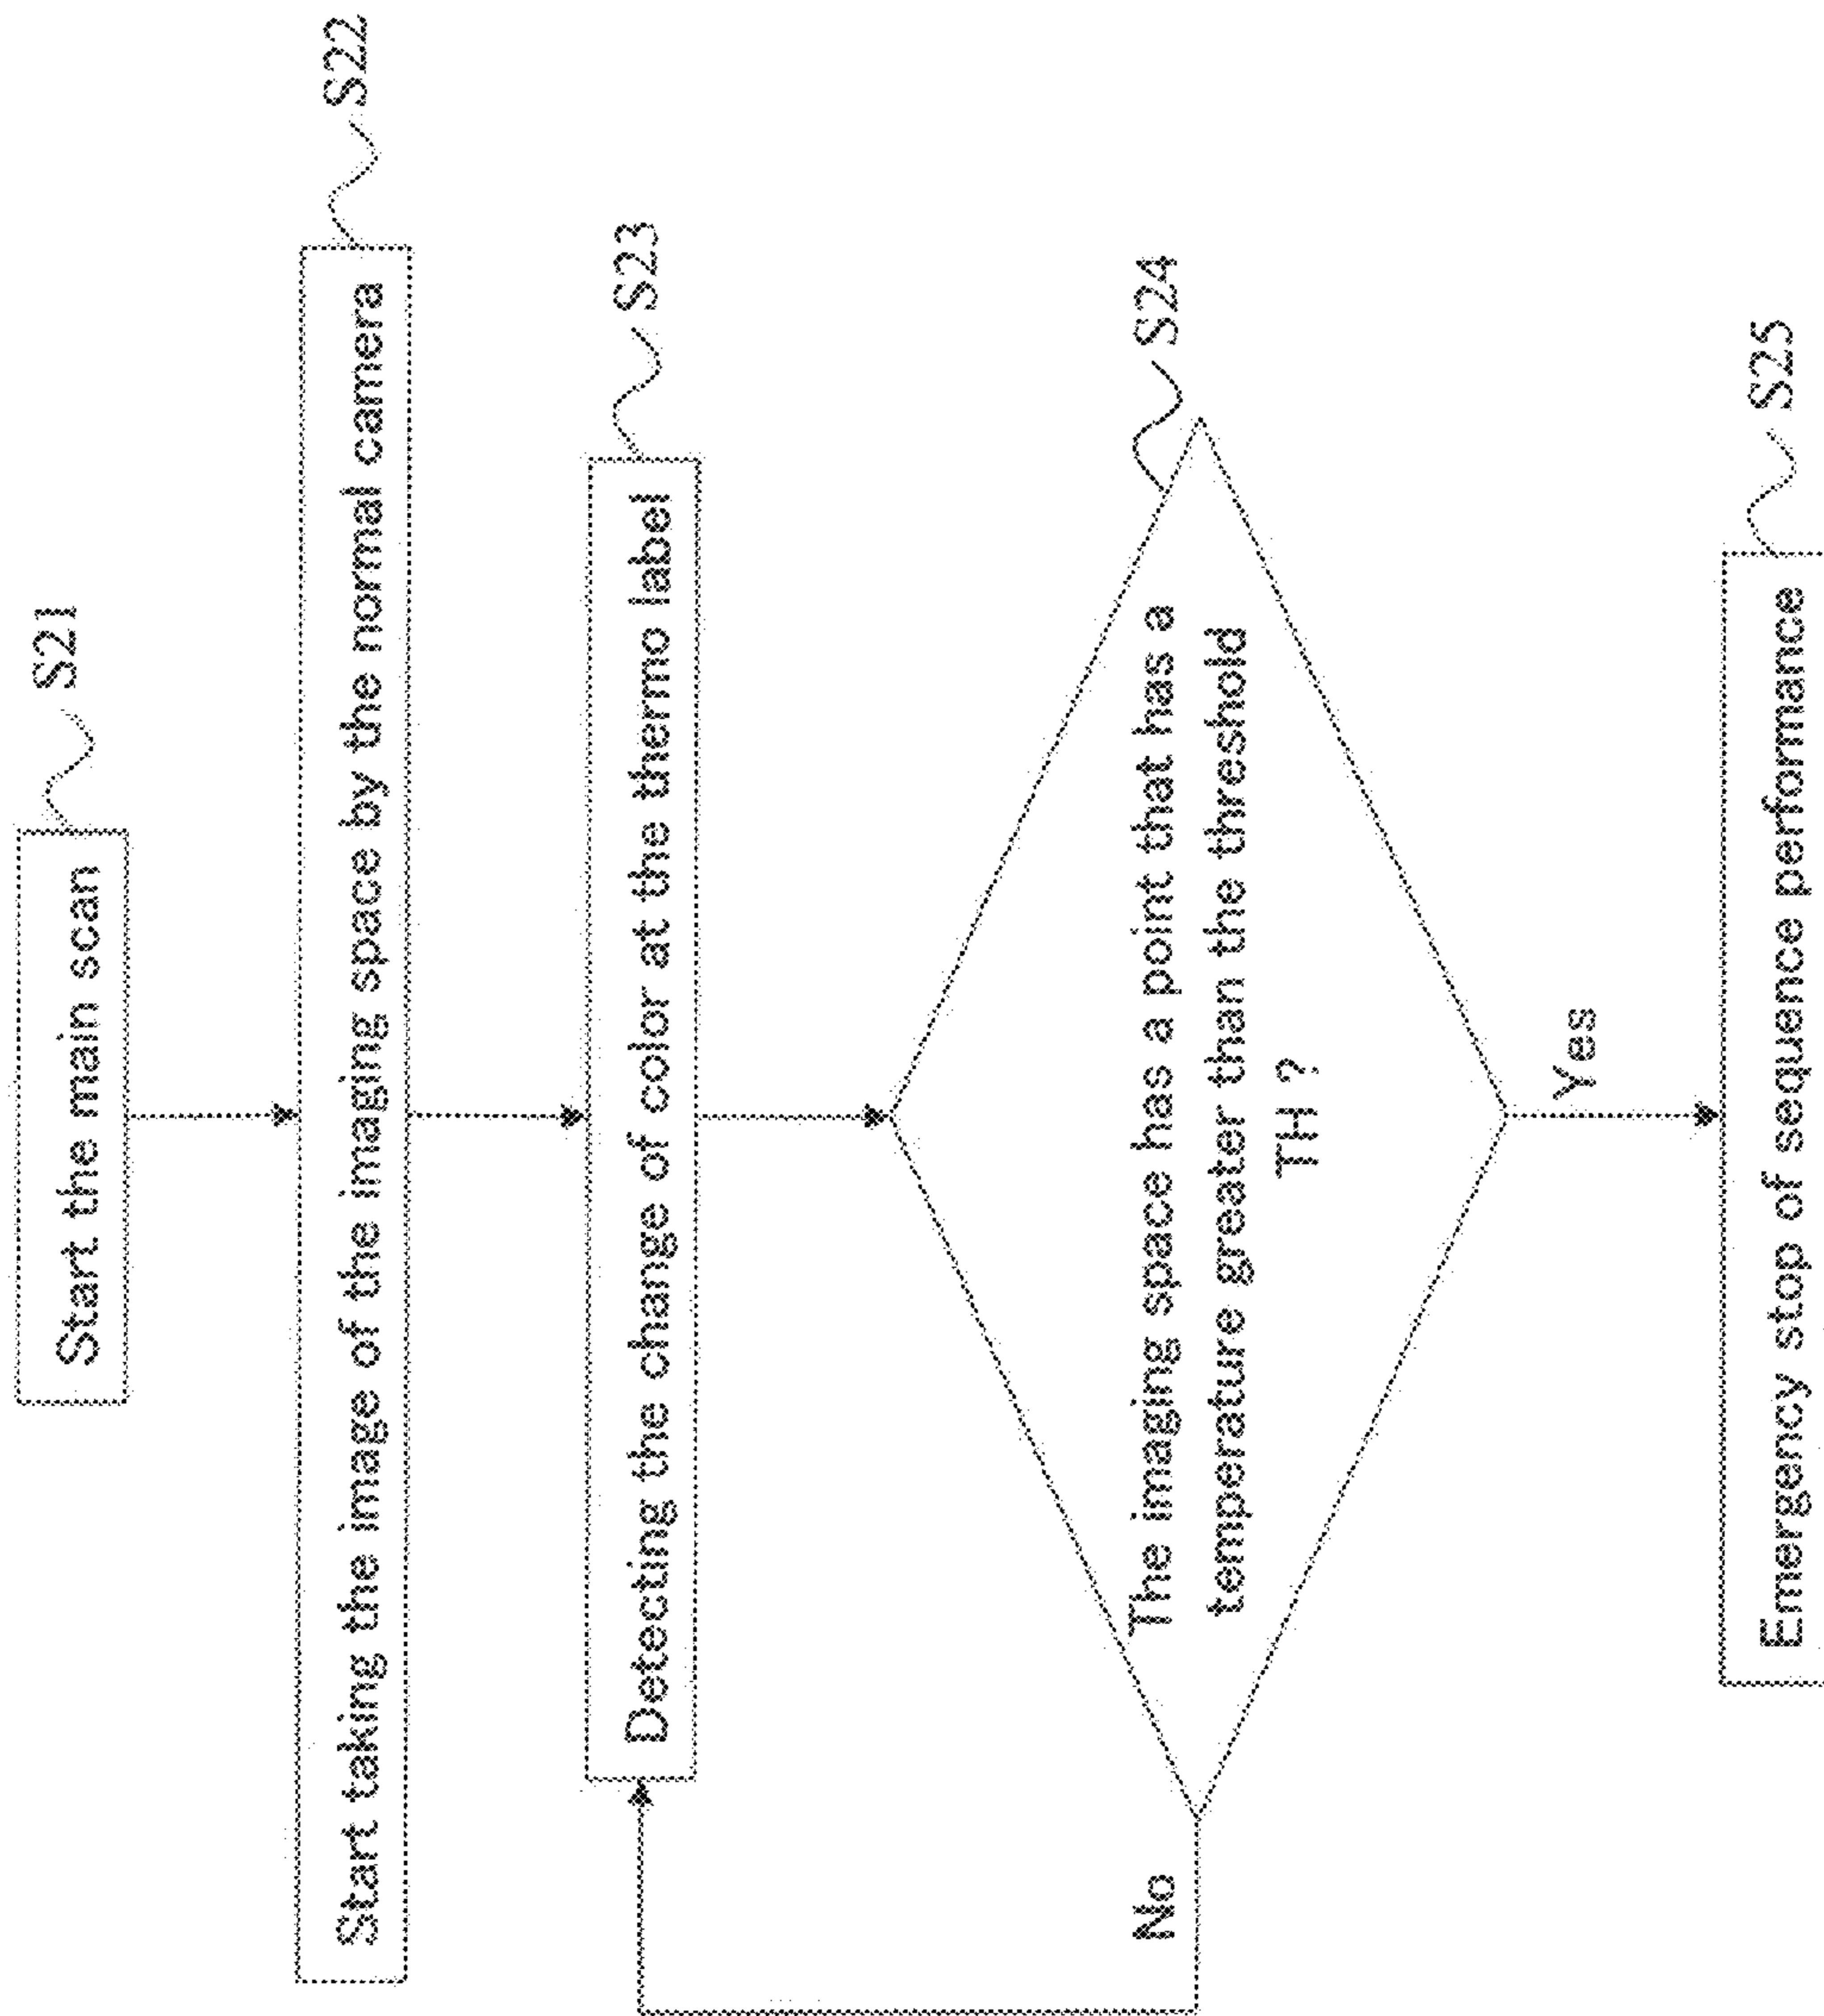 Start the main scan
S21
Start taking the image of the imaging space by the normal camera
S22
Detecting the change of color at the thermo label
S23
The imaging space has a point that has a
temperature greater than the threshold
TH ?
S24
No
Yes
Emergency stop of sequence performance
S25